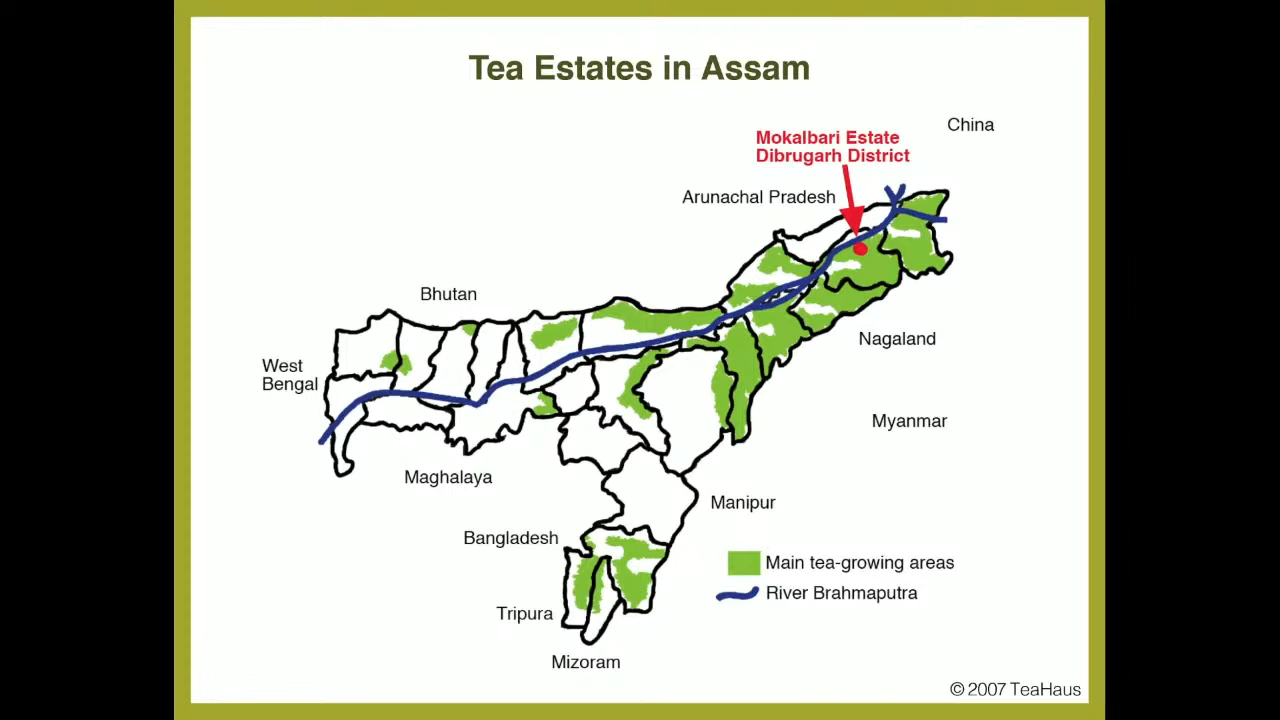 Tea Estates in Assam
China
Mokalbari Estate
Dibrugarh District
Arunachal Pradesh
Bhutan
Nagaland
West
Bengal
Myanmar
Maghalaya
Manipur
Bangladesh
Main tea-growing areas
River Brahmaputra
Tripura
Mizoram
© 2007 TeaHaus